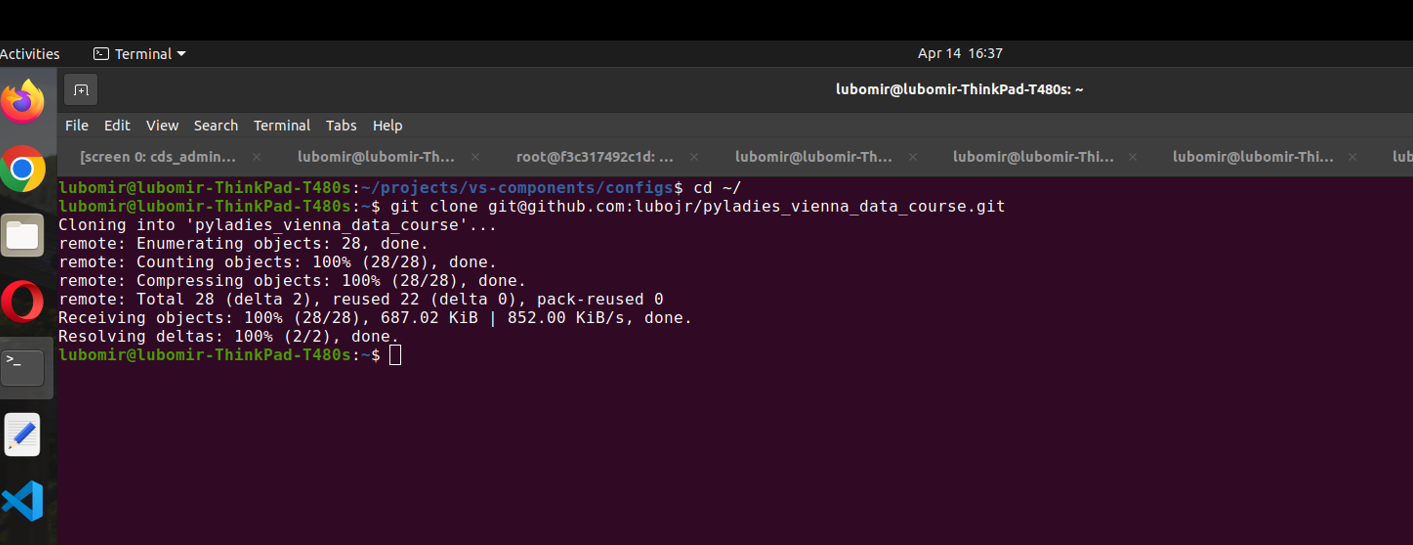 Activities
Terminal
Apr 14 16:37
lubomir@lubomir-ThinkPad-T480s: ~
File Edit View Search Terminal Tabs Help
[screen 0: cds_admin... × lubomir@lubomir-Th... × root@f3c317492c1d: ... × lubomir@lubomir-Th... × lubomir@lubomir-Thi... × lubomir@lubomir-Thi... × lub
lubomir@lubomir-ThinkPad-T480s:~/projects/vs-components/configs$ cd ~/
lubomir@lubomir-ThinkPad-T480s:~$ git clone git@github.com:lubojr/pyladies_vienna_data_course.git
Cloning into 'pyladies_vienna_data_course'...
remote: Enumerating objects: 28, done.
remote: Counting objects: 100% (28/28), done.
remote: Compressing objects: 100% (28/28), done.
remote: Total 28 (delta 2), reused 22 (delta 0), pack-reused 0
Receiving objects: 100% (28/28), 687.02 KiB | 852.00 KiB/s, done.
Resolving deltas: 100% (2/2), done.
lubomir@lubomir-ThinkPad-T480s:~$
>_